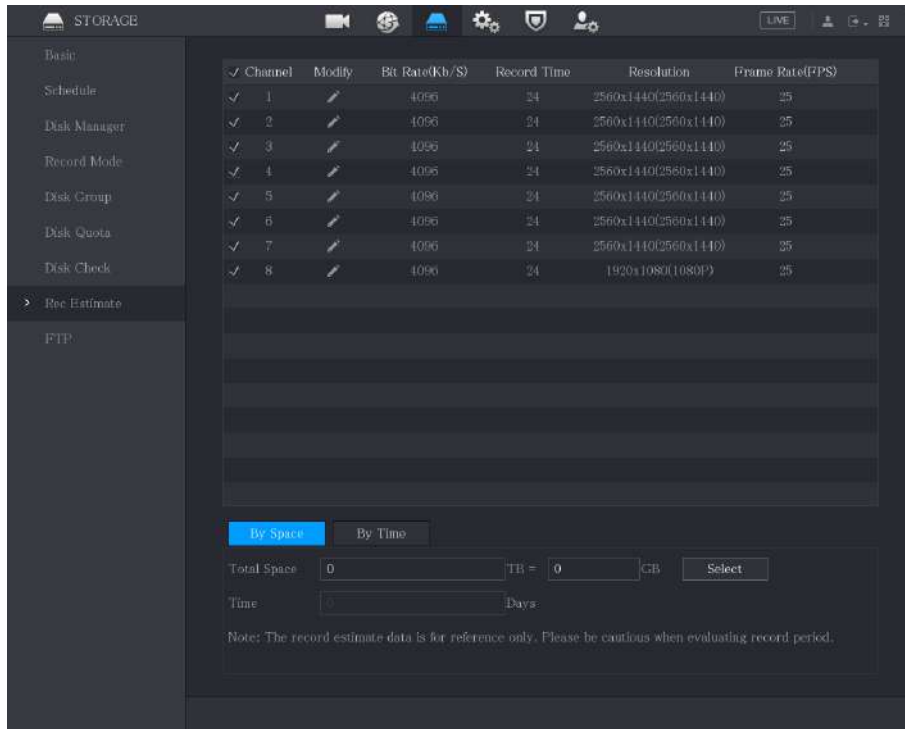 STORAGE LIVE
Basic
Schedule
Disk Manager
Record Mode
Disk Group
Disk Quota
Disk Check
Rec Estimate
FTP
Channel Modify Bit Rate(Kb/S) Record Time Resolution Frame Rate(FPS)
1 4096 24 2560x1440(2560x1440) 25
2 4096 24 2560x1440(2560x1440) 25
3 4096 24 2560x1440(2560x1440) 25
4 4096 24 2560x1440(2560x1440) 25
5 4096 24 2560x1440(2560x1440) 25
6 4096 24 2560x1440(2560x1440) 25
7 4096 24 2560x1440(2560x1440) 25
8 4096 24 1920x1080(1080P) 25
By Space By Time
Total Space 0 TB = 0 GB Select
Time 0 Days
Note: The record estimate data is for reference only. Please be cautious when evaluating record period.